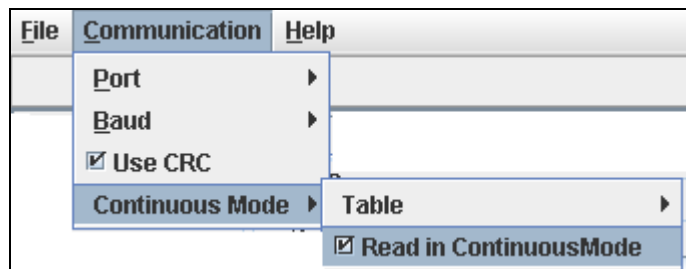 File Communication Help
Port
Baud
Use CRC
Continuous Mode
Table
Read in ContinuousMode